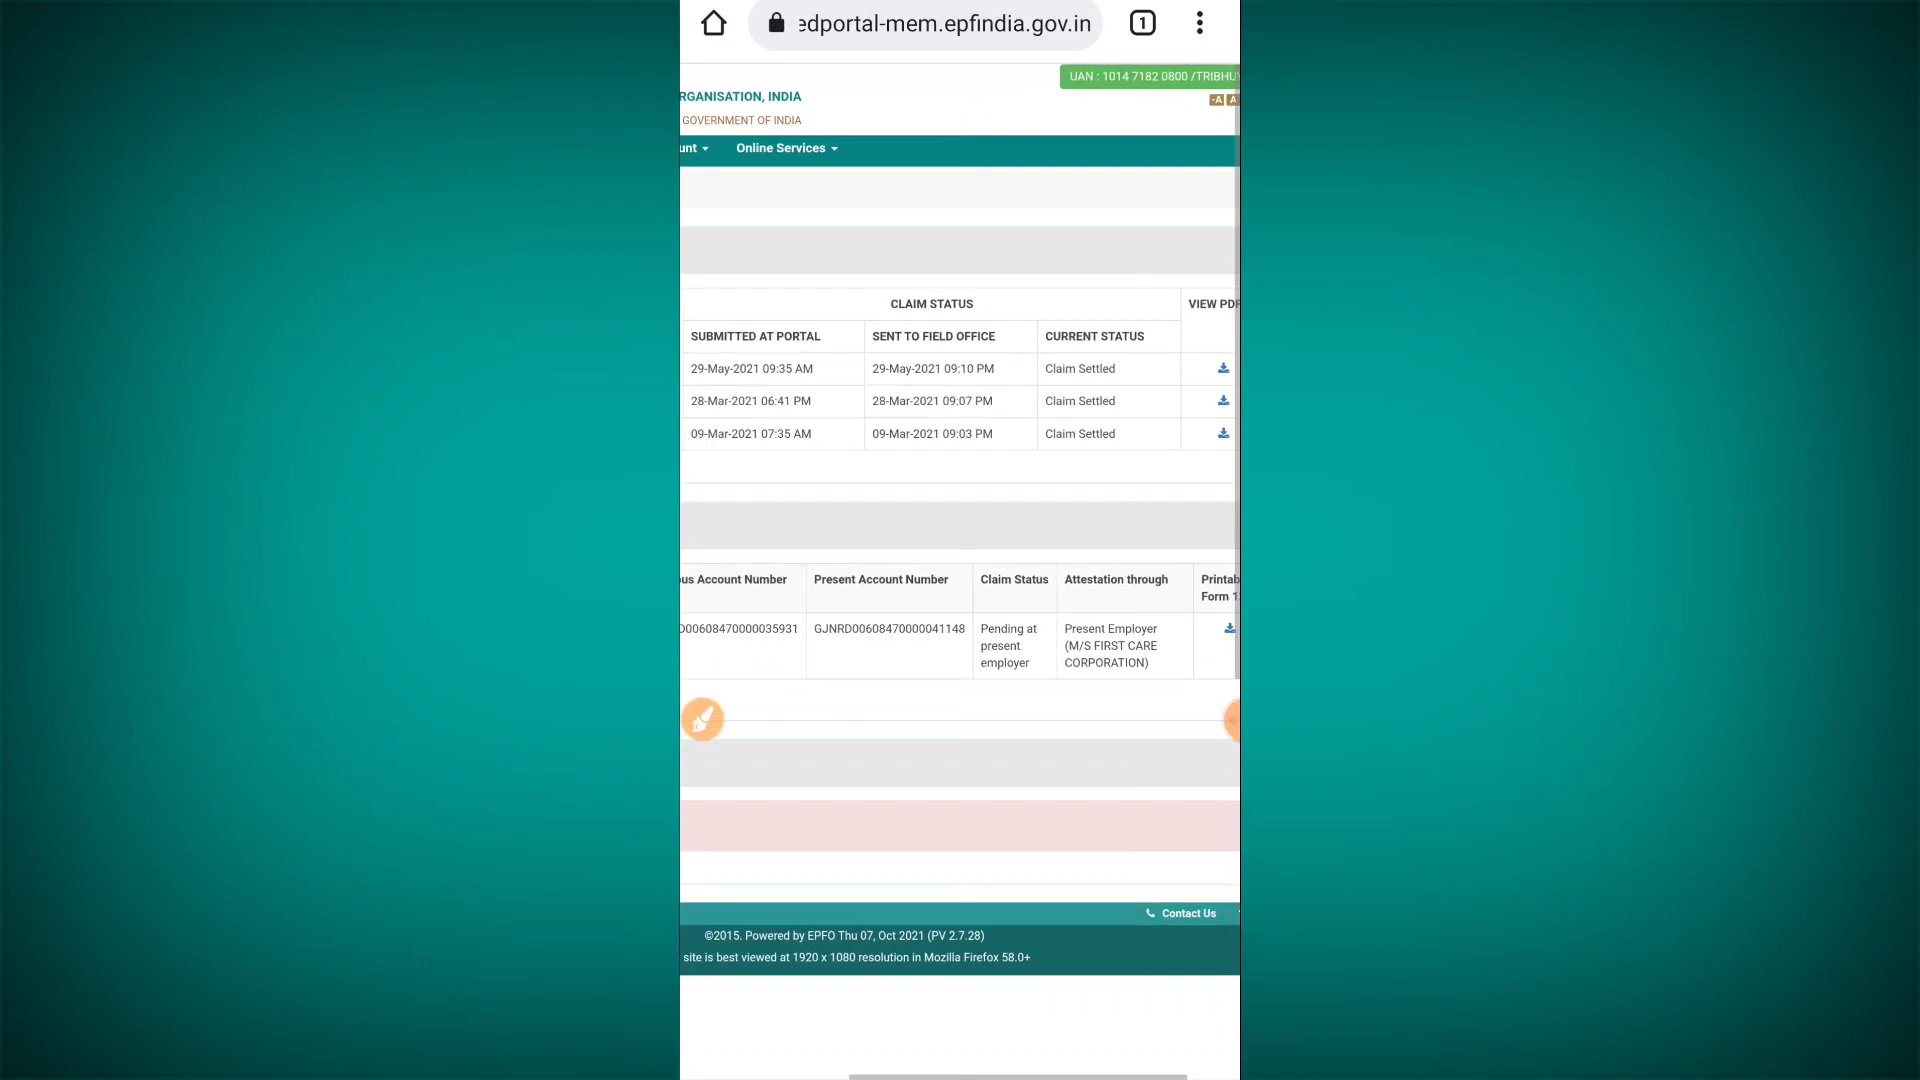 edportal-mem.epfindia.gov.in
1
UAN : 1014 7182 0800 /TRIBHU
RGANISATION, INDIA
-A A
GOVERNMENT OF INDIA
unt Online Services
CLAIM STATUS VIEW PDF
SUBMITTED AT PORTAL SENT TO FIELD OFFICE CURRENT STATUS
29-May-2021 09:35 AM 29-May-2021 09:10 PM Claim Settled
28-Mar-2021 06:41 PM 28-Mar-2021 09:07 PM Claim Settled
09-Mar-2021 07:35 AM 09-Mar-2021 09:03 PM Claim Settled
us Account Number Present Account Number Claim Status Attestation through Printab
Form 1
00608470000035931 GJNRD00608470000041148 Pending at Present Employer
present (M/S FIRST CARE
employer CORPORATION)
Contact Us
©2015. Powered by EPFO Thu 07, Oct 2021 (PV 2.7.28)
site is best viewed at 1920 x 1080 resolution in Mozilla Firefox 58.0+